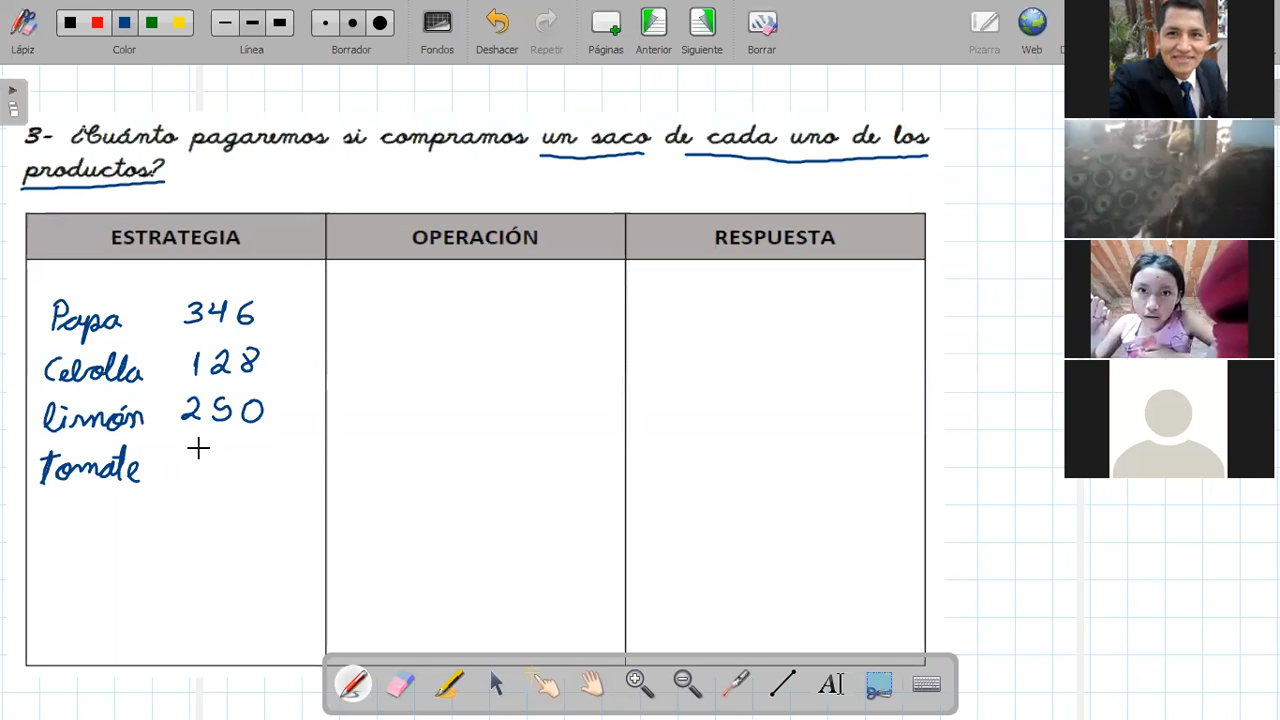 Lápiz Color Línea Borrador Fondos Deshacer Repetir Páginas Anterior Siguiente Borrar Pizarra Web
3- ¿Cuánto pagaremos si compramos un saco de cada uno de los
productos?
ESTRATEGIA OPERACIÓN RESPUESTA
Papa 346
Cebolla 128
limón 250
tomate
AI